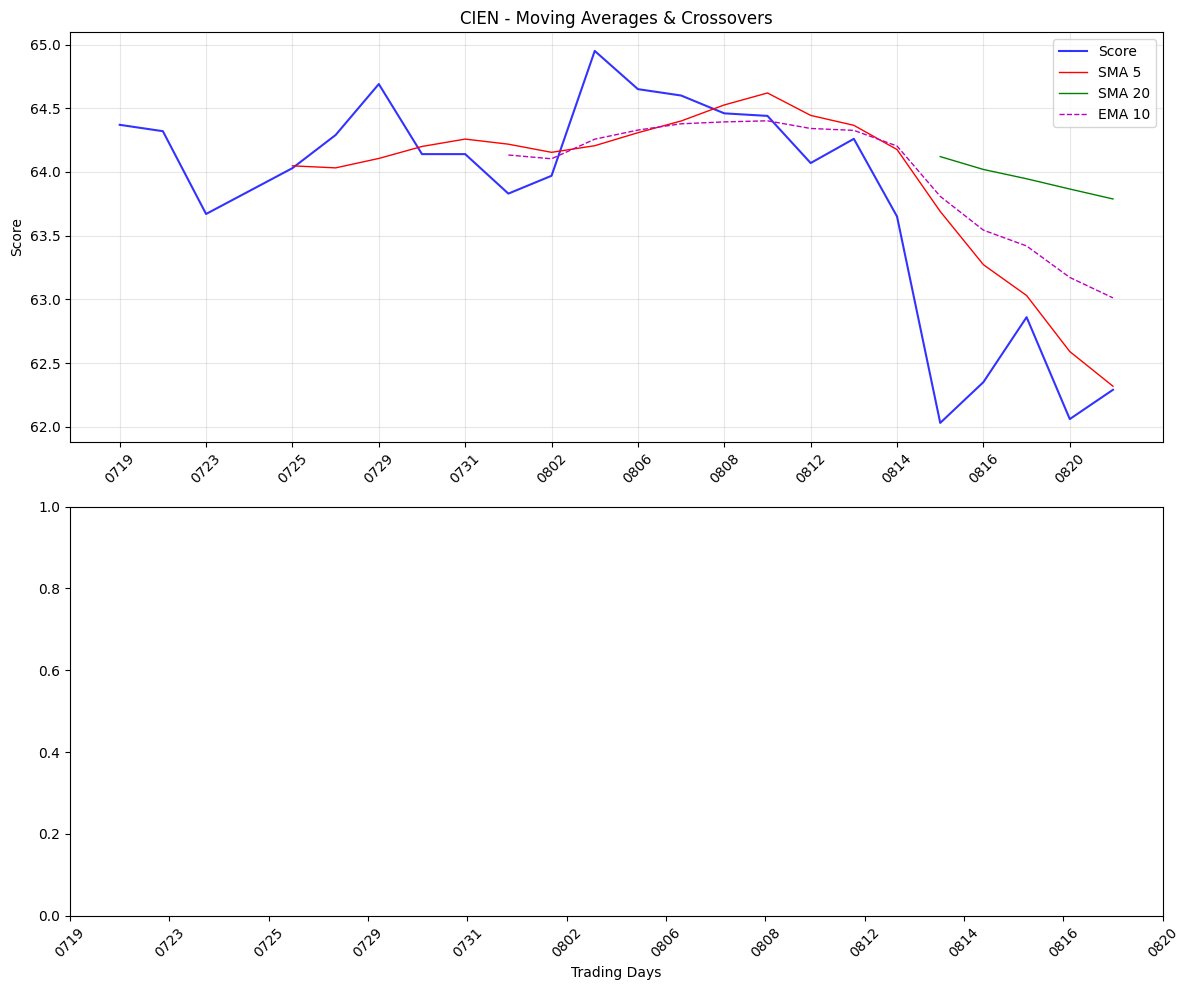 CIEN - Moving Averages & Crossovers
Score
SMA 5
SMA 20
EMA 10
65.0
64.5
64.0
63.5
63.0
62.5
62.0
Score
0719 0723 0725 0729 0731 0802 0806 0808 0812 0814 0816 0820
1.0
0.8
0.6
0.4
0.2
0.0
0719 0723 0725 0729 0731 0802 0806 0808 0812 0814 0816 0820
Trading Days